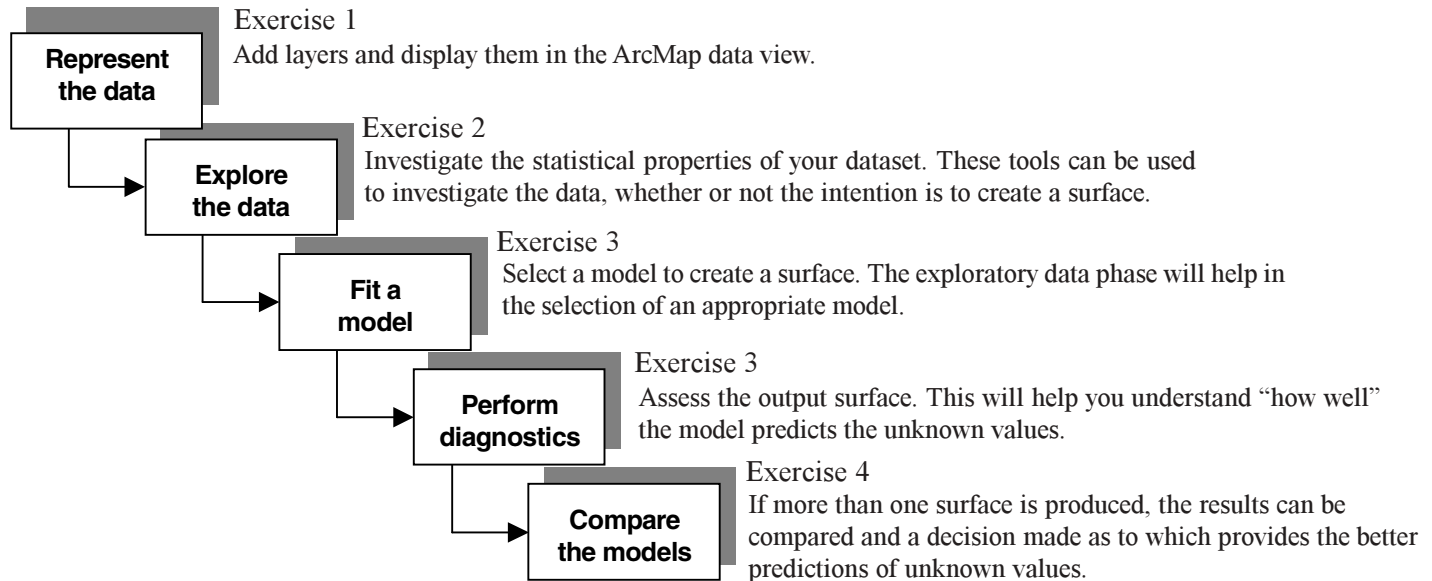 Exercise 1
Represent
the data
Add layers and display them in the ArcMap data view.
Exercise 2
Explore
the data
Investigate the statistical properties of your dataset. These tools can be used
to investigate the data, whether or not the intention is to create a surface.
Exercise 3
Fit a
model
Select a model to create a surface. The exploratory data phase will help in
the selection of an appropriate model.
Exercise 3
Perform
diagnostics
Assess the output surface. This will help you understand “how well”
the model predicts the unknown values.
Exercise 4
Compare
the models
If more than one surface is produced, the results can be
compared and a decision made as to which provides the better
predictions of unknown values.